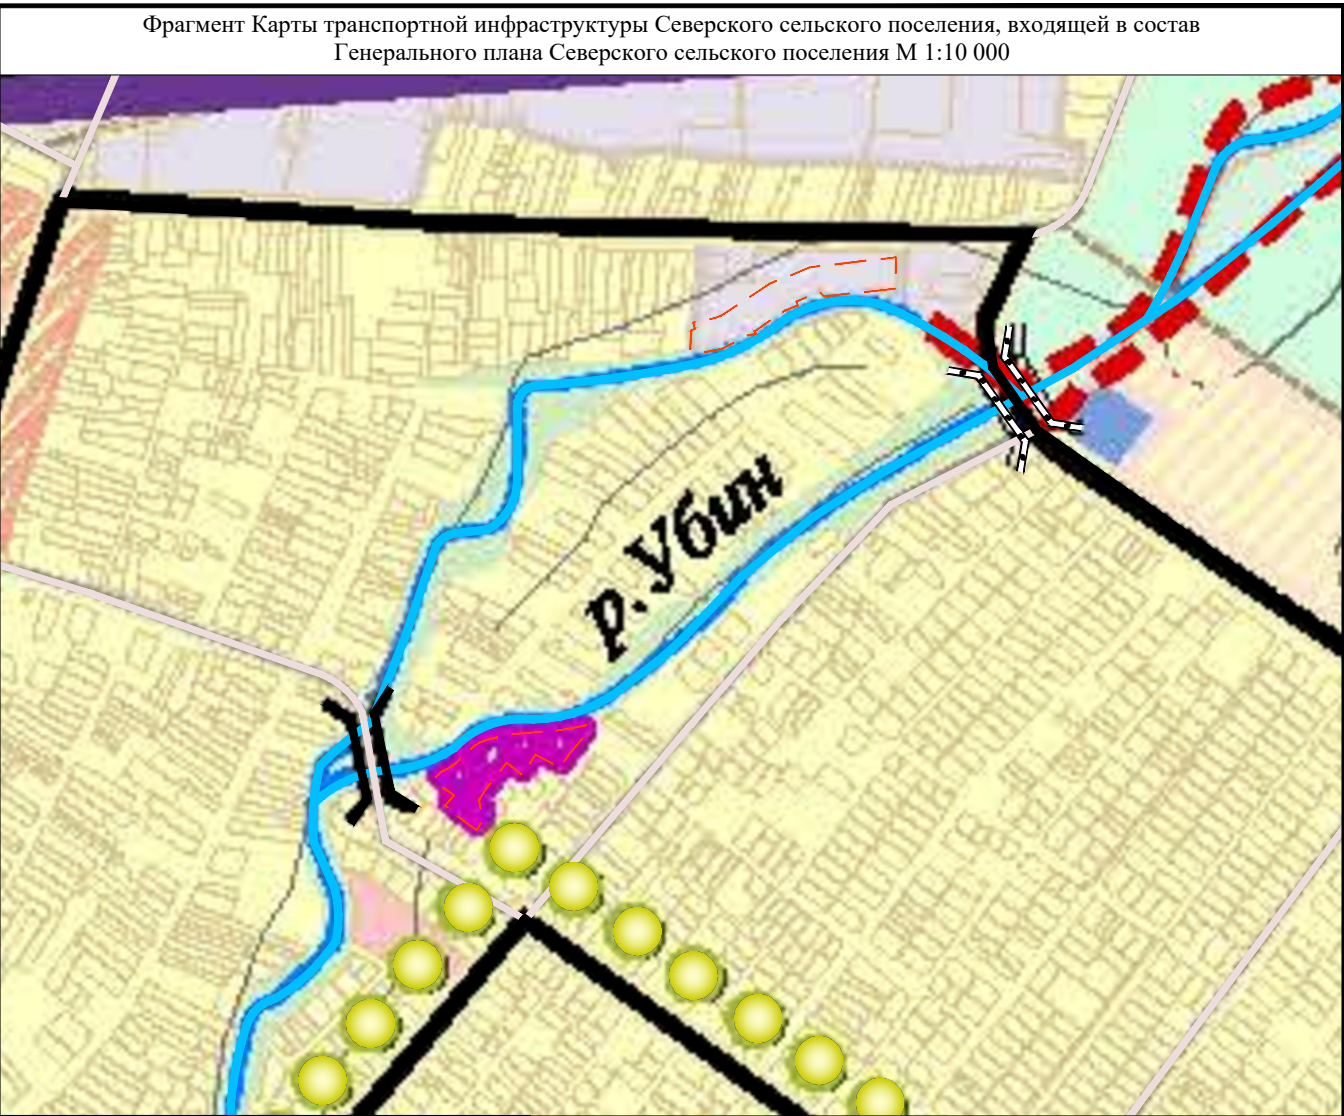 Фрагмент Карты транспортной инфраструктуры Северского сельского поселения, входящей в состав
Генерального плана Северского сельского поселения М 1:10 000
р. Убин